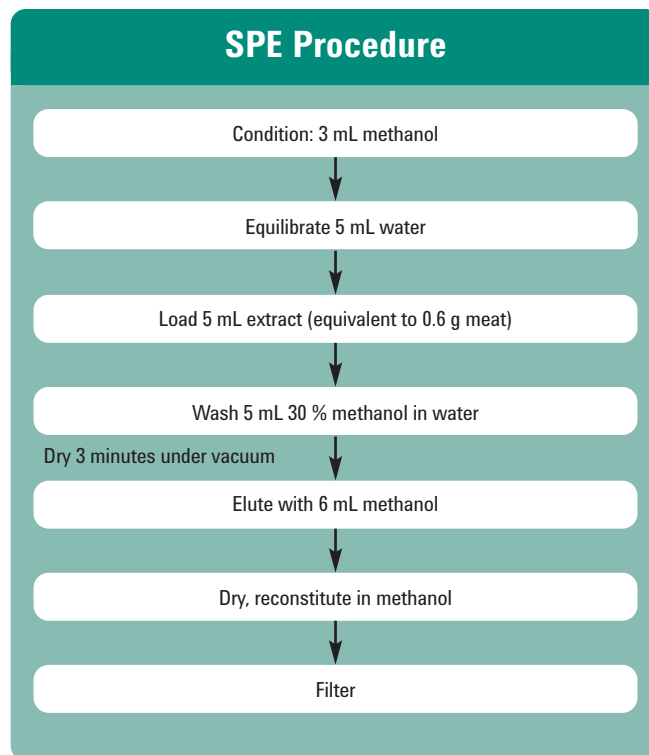 SPE Procedure
Condition: 3 mL methanol
Equilibrate 5 mL water
Load 5 mL extract (equivalent to 0.6 g meat)
Wash 5 mL 30 % methanol in water
Dry 3 minutes under vacuum
Elute with 6 mL methanol
Dry, reconstitute in methanol
Filter